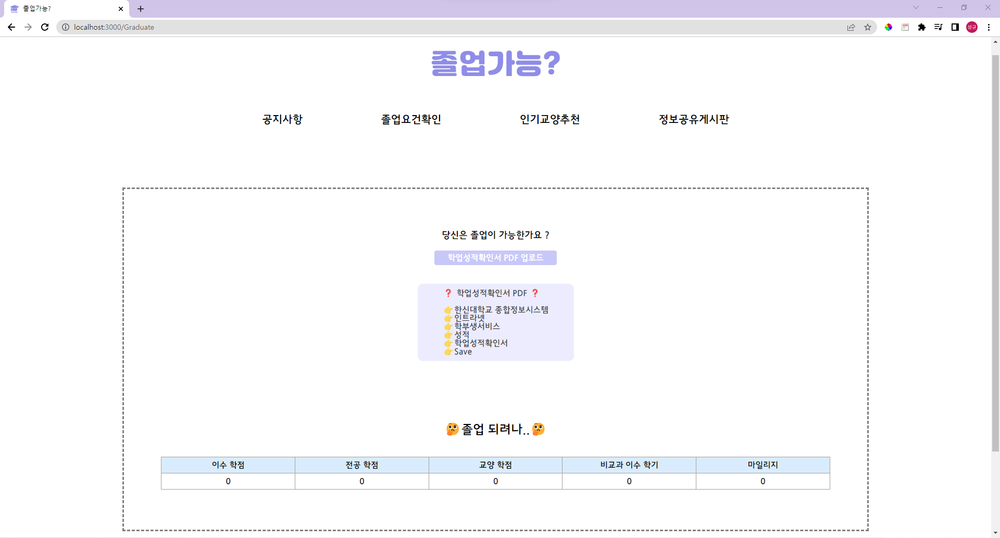 졸업가능?
localhost:3000/Graduate
성규
졸업가능?
공지사항 졸업요건확인 인기교양추천 정보공유게시판
당신은 졸업이 가능한가요 ?
학업성적확인서 PDF 업로드
❓ 학업성적확인서 PDF ❓
👉한신대학교 종합정보시스템
👉인트라넷
👉학부생서비스
👉성적
👉학업성적확인서
👉Save
🤔졸업 되려나..🤔
이수 학점 전공 학점 교양 학점 비교과 이수 학기 마일리지
0 0 0 0 0